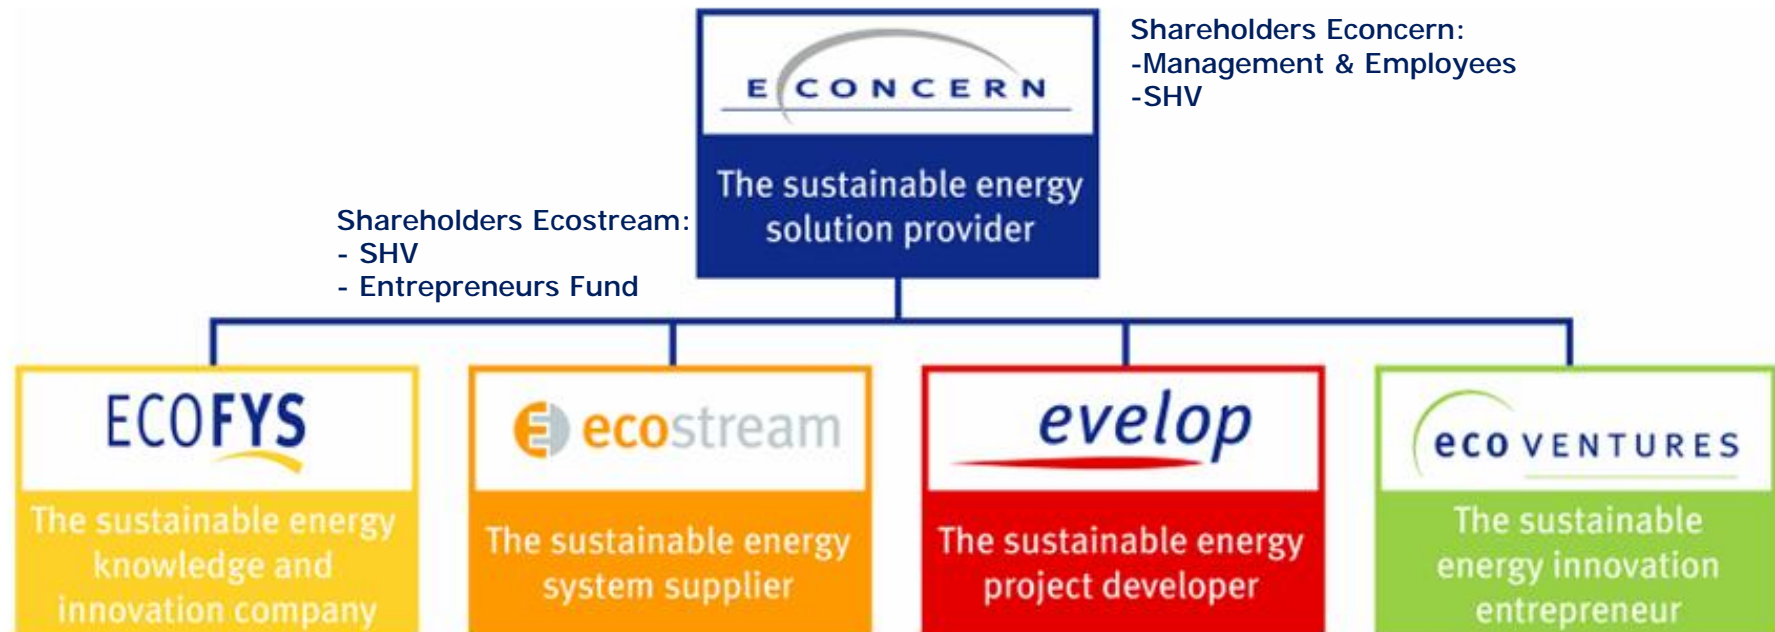 E CONCERN
The sustainable energy
solution provider
Shareholders Econcern:
-Management & Employees
-SHV
Shareholders Ecostream:
- SHV
- Entrepreneurs Fund
ECOFYS
The sustainable energy
knowledge and
innovation company
ecostream
The sustainable energy
system supplier
evelop
The sustainable energy
project developer
eco VENTURES
The sustainable
energy innovation
entrepreneur